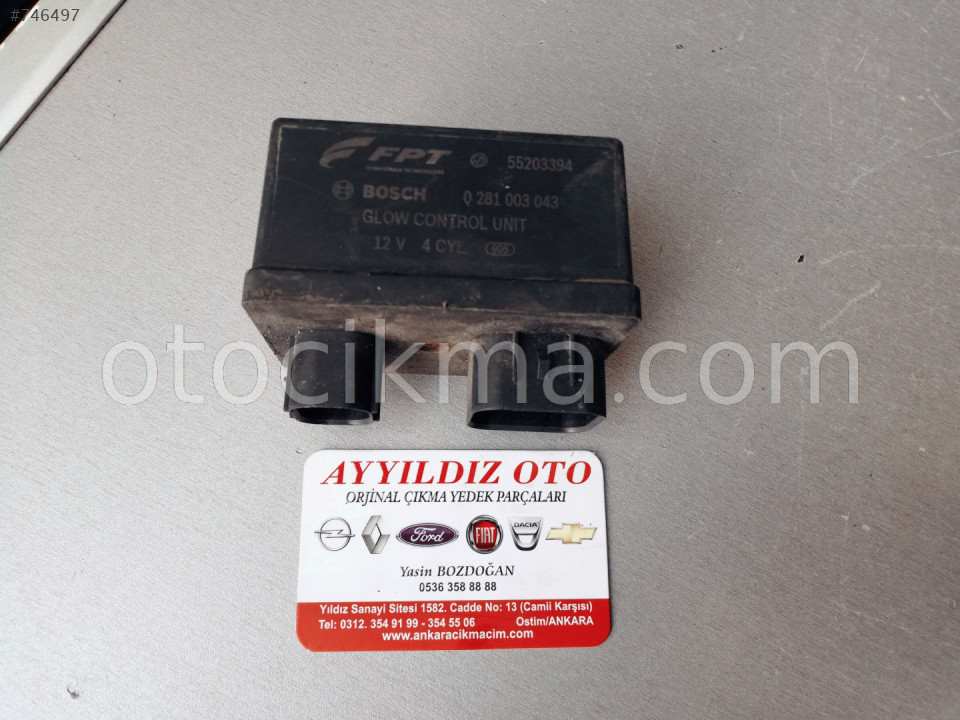 #746497
FPT 55203394
POWERTRAIN TECHNOLOGIES
BOSCH 0 281 003 043
GLOW CONTROL UNIT
12 V 4 CYL.
otocikma.com
AYYILDIZ OTO
ORJİNAL ÇIKMA YEDEK PARÇALARI
Ford FIAT DACIA
Yasin BOZDOĞAN
0536 358 88 88
Yıldız Sanayi Sitesi 1582. Cadde No: 13 (Camii Karşısı)
Tel: 0312. 354 91 99 - 354 55 06 Ostim/ANKARA
www.ankaracikmacim.com